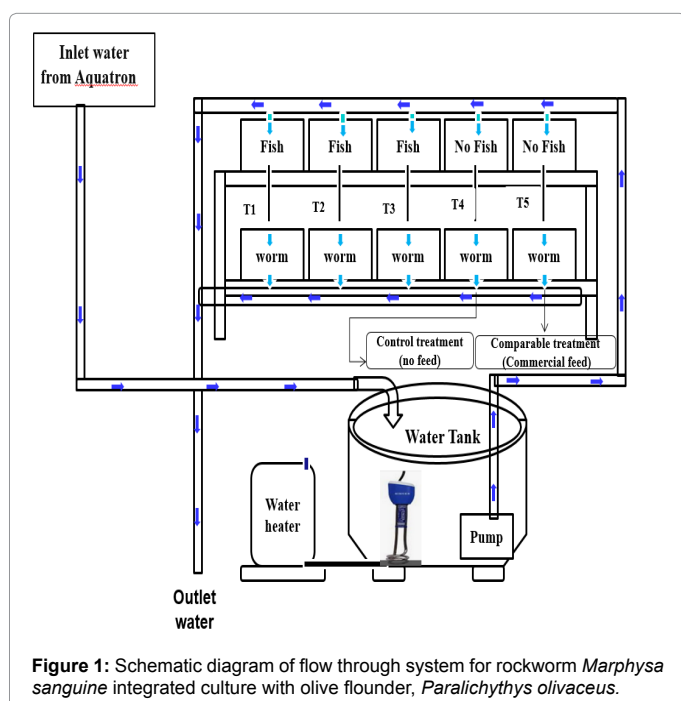 Inlet water
from Aquatron
Fish Fish Fish No Fish No Fish
T1 T2 T3 T4 T5
worm worm worm worm worm
Control treatment
(no feed)
Comparable treatment
(Commercial feed)
Water Tank
Water
heater
Pump
Outlet
water
Figure 1: Schematic diagram of flow through system for rockworm Marphysa
sanguine integrated culture with olive flounder, Paralichythys olivaceus.